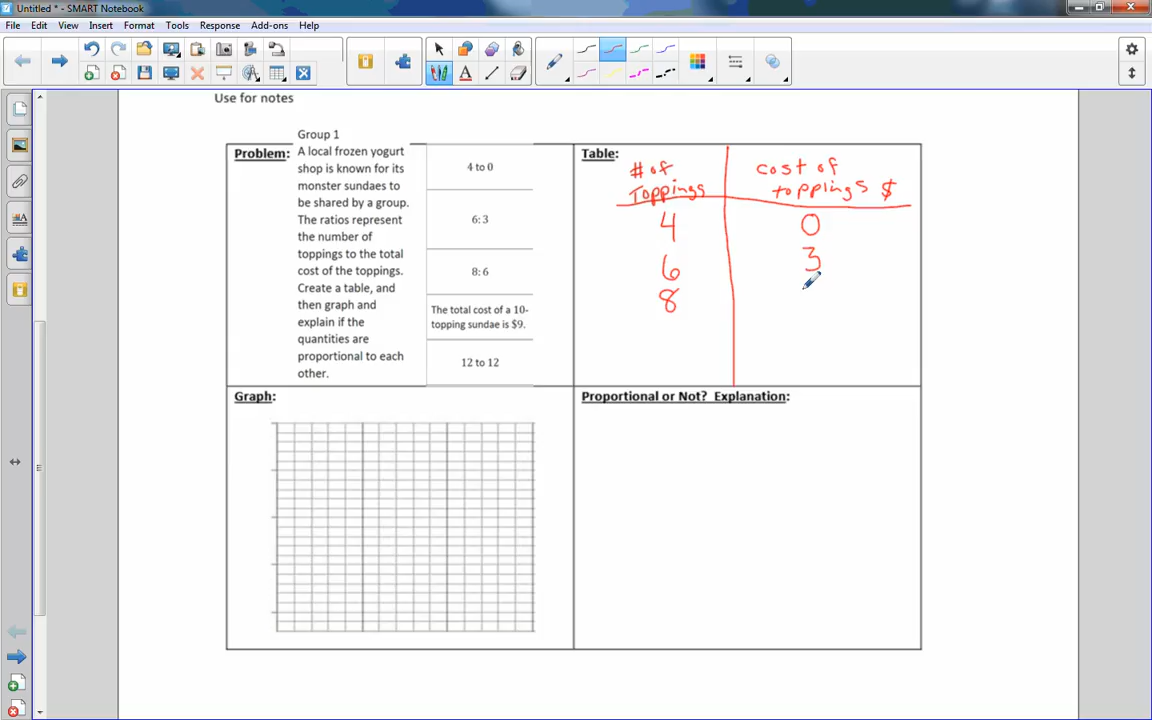 Untitled * - SMART Notebook
File Edit View Insert Format Tools Response Add-ons Help
Use for notes
Problem:
Group 1
A local frozen yogurt
shop is known for its
monster sundaes to
be shared by a group.
The ratios represent
the number of
toppings to the total
cost of the toppings.
Create a table, and
then graph and
explain if the
quantities are
proportional to each
other.
4 to 0
6: 3
8: 6
The total cost of a 10-
topping sundae is $9.
12 to 12
Table:
# of
Toppings
cost of
toppings $
4 0
6 3
8
Graph:
Proportional or Not? Explanation: